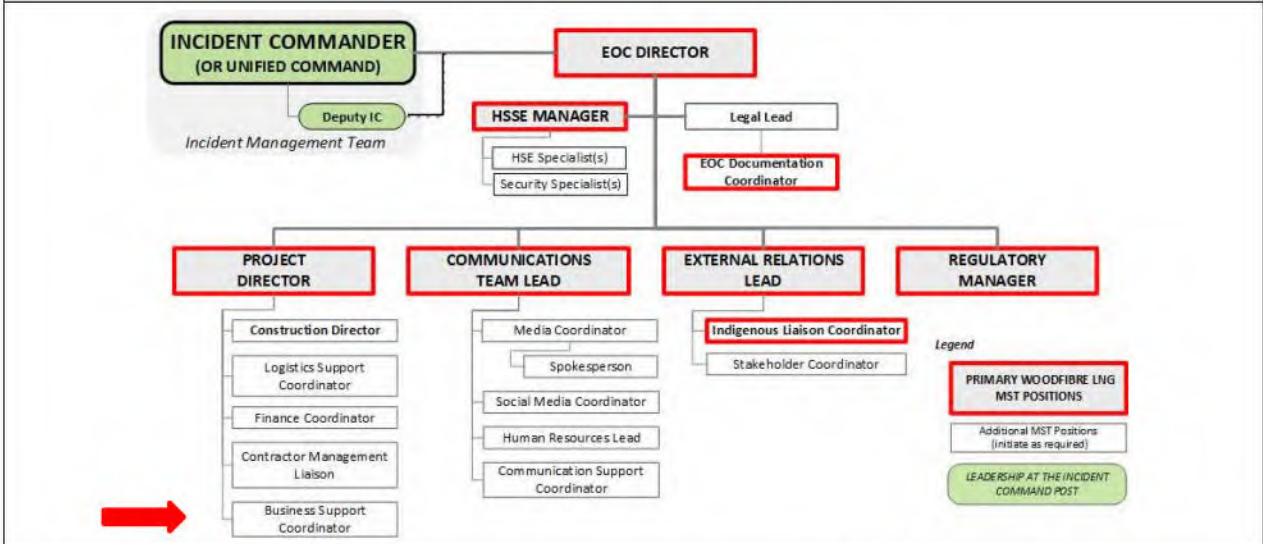 INCIDENT COMMANDER
(OR UNIFIED COMMAND)
EOC DIRECTOR
Deputy IC
Incident Management Team
HSSE MANAGER
Legal Lead
HSE Specialist(s)
Security Specialist(s)
EOC Documentation
Coordinator
PROJECT
DIRECTOR
COMMUNICATIONS
TEAM LEAD
EXTERNAL RELATIONS
LEAD
REGULATORY
MANAGER
Construction Director
Logistics Support
Coordinator
Finance Coordinator
Contractor Management
Liaison
Business Support
Coordinator
Media Coordinator
Spokesperson
Social Media Coordinator
Human Resources Lead
Communication Support
Coordinator
Indigenous Liaison Coordinator
Stakeholder Coordinator
Legend
PRIMARY WOODFIBRE LNG
MST POSITIONS
Additional MST Positions
(initiate as required)
LEADERSHIP AT THE INCIDENT
COMMAND POST